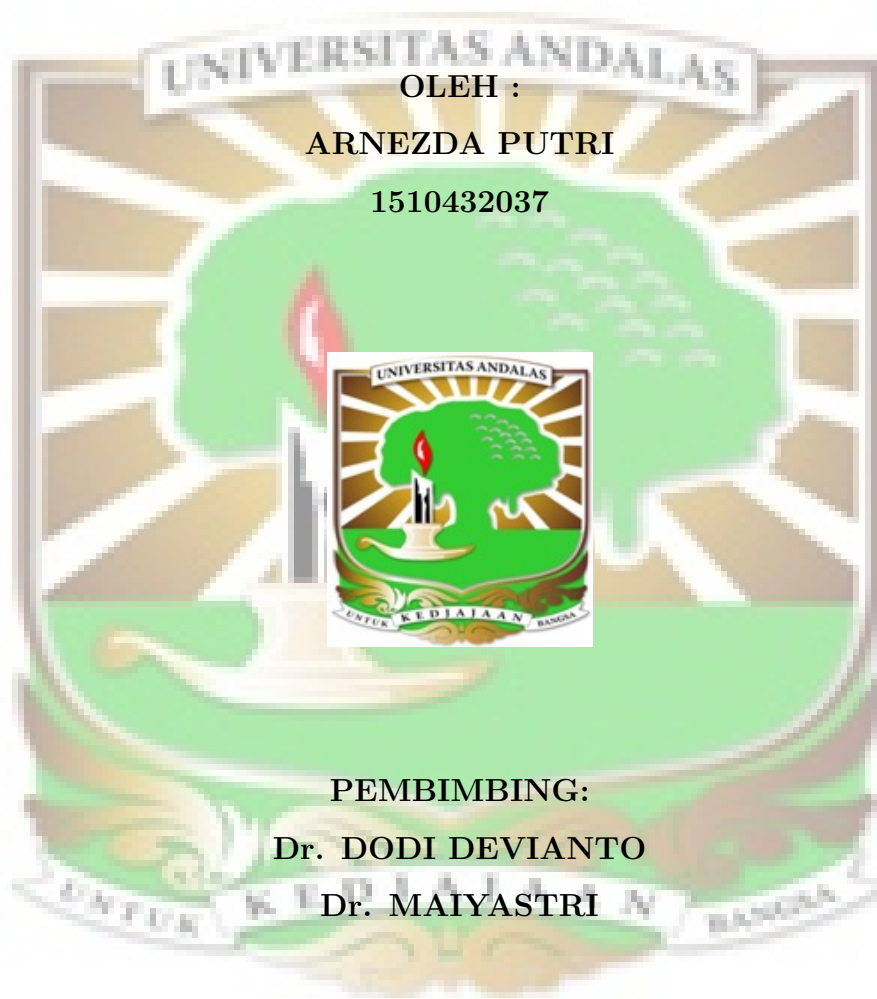 UNIVERSITAS ANDALAS
OLEH :
ARNEZDA PUTRI
1510432037
UNIVERSITAS ANDALAS
UNTUK KEDJAJAAN BANGSA
PEMBIMBING:
Dr. DODI DEVIANTO
Dr. MAIYASTRI
UNTUK KEDJAJAAN BANGSA